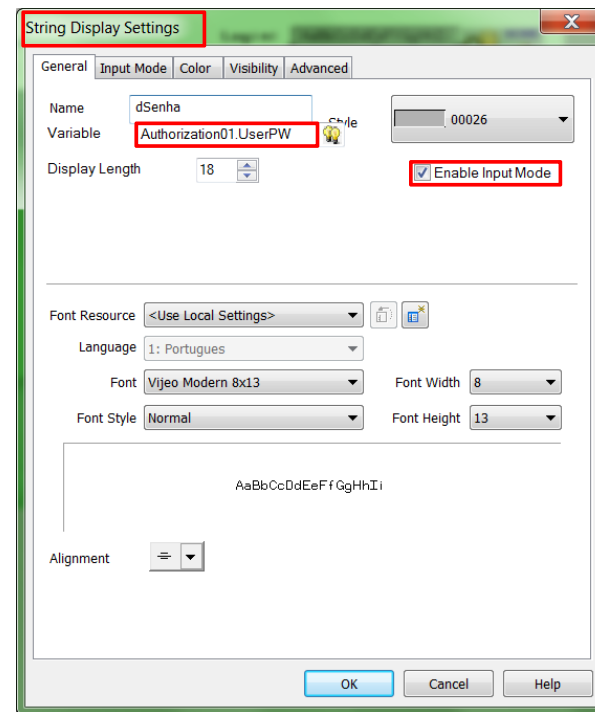 String Display Settings
X
General Input Mode Color Visibility Advanced
Name dSenha
Style 00026
Variable Authorization01.UserPW
Display Length 18
Enable Input Mode
Font Resource <Use Local Settings>
Language 1: Portugues
Font Vijeo Modern 8x13 Font Width 8
Font Style Normal Font Height 13
AaBbCcDdEeFfGgHhIi
Alignment
OK Cancel Help